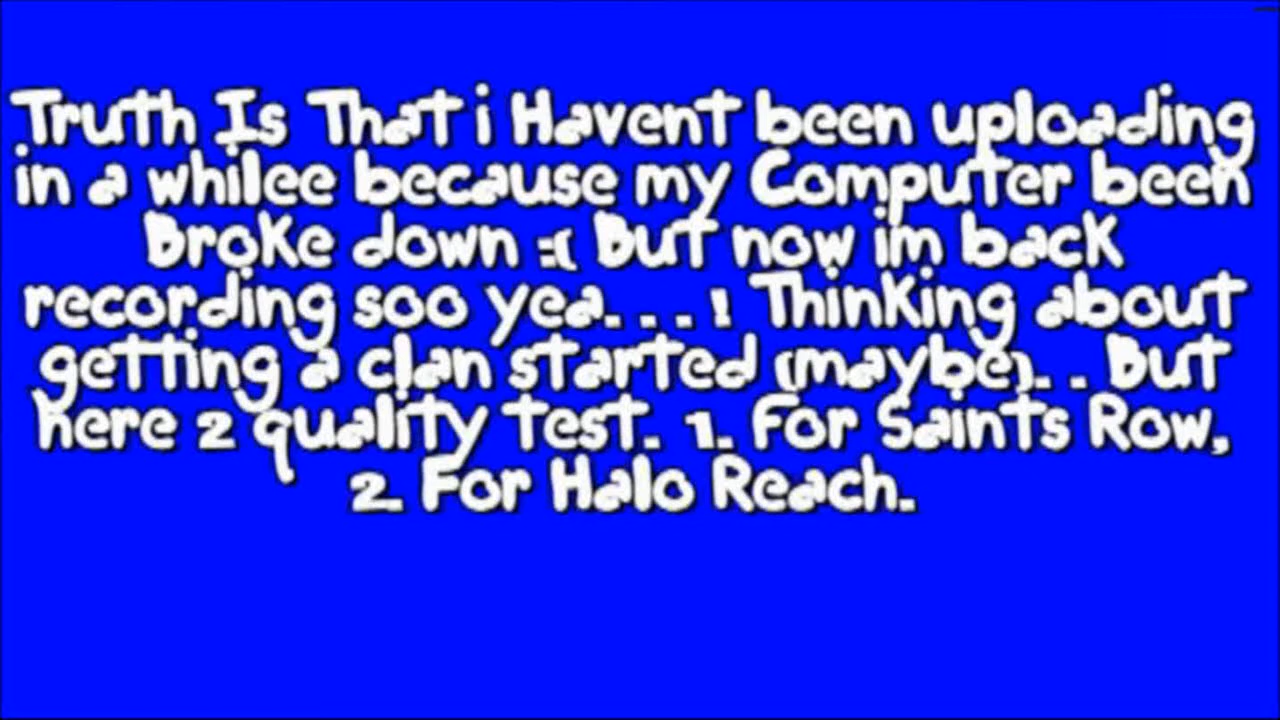 Truth Is That i Havent been uploading
in a whilee because my Computer been
Broke down :( But now im back
recording soo yea. . . ! Thinking about
getting a clan started (maybe). . But
here 2 quality test. 1. For Saints Row,
2. For Halo Reach.